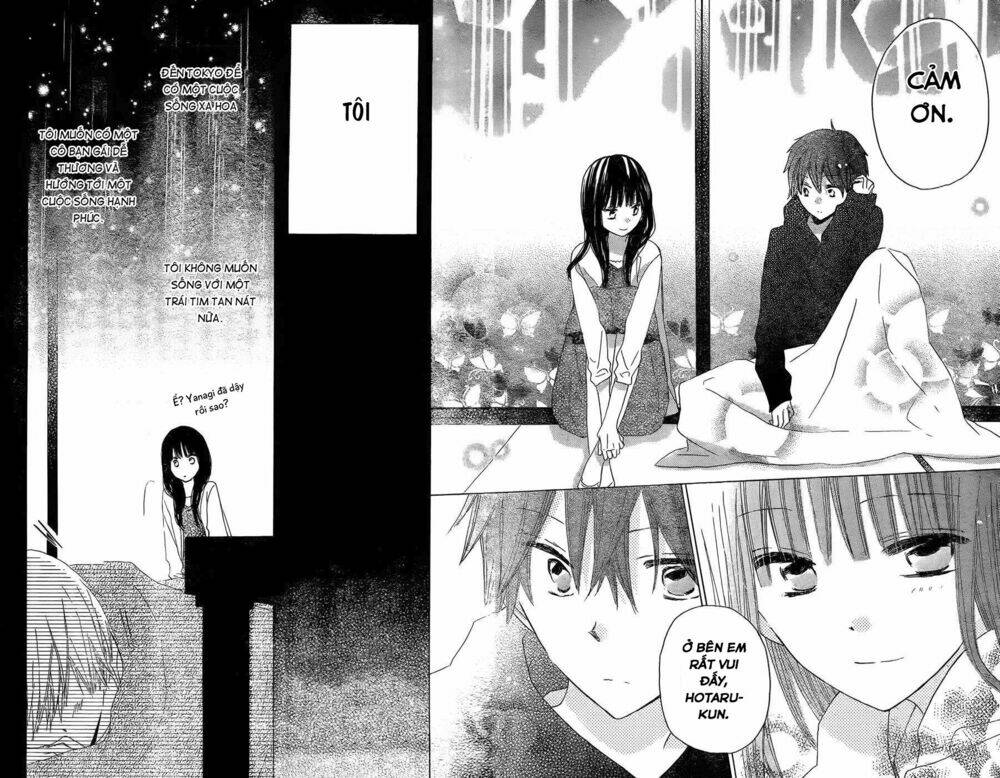 CẢM
ƠN.
Ở BÊN EM
RẤT VUI
ĐẤY,
HOTARU-
KUN.
TÔI
ĐẾN TOKYO ĐỂ
CÓ MỘT CUỘC
SỐNG XA HOA
TÔI MUỐN CÓ MỘT
CÔ BẠN GÁI DỄ
THƯƠNG VÀ
HƯỚNG TỚI MỘT
CUỘC SỐNG HẠNH
PHÚC.
TÔI KHÔNG MUỐN
SỐNG VỚI MỘT
TRÁI TIM TAN NÁT
NỮA.
Ể? Yanagi đã dậy
rồi sao?